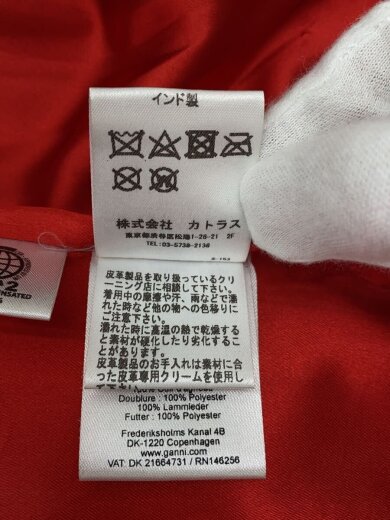 インド製
株式会社 カトラス
東京都渋谷区松濤1-28-21 2F
TEL 03-5738-2136
皮革製品を取り扱っているクリ
ーニング店に相談して下さい。
着用中の摩擦や汗、雨などで濡
れた時など他の物への色移りに
ご注意下さい。
濡れた時に高温の熱で乾燥する
と素材が硬化したり劣化するこ
とがあります。
皮革製品のお手入れは素材に合
った皮革専用クリームを使用し
Doublure : 100% Polyester
100% Lammleder
Futter : 100% Polyester
Frederiksholms Kanal 4B
DK-1220 Copenhagen
www.ganni.com
VAT: DK 21664731 / RN146256